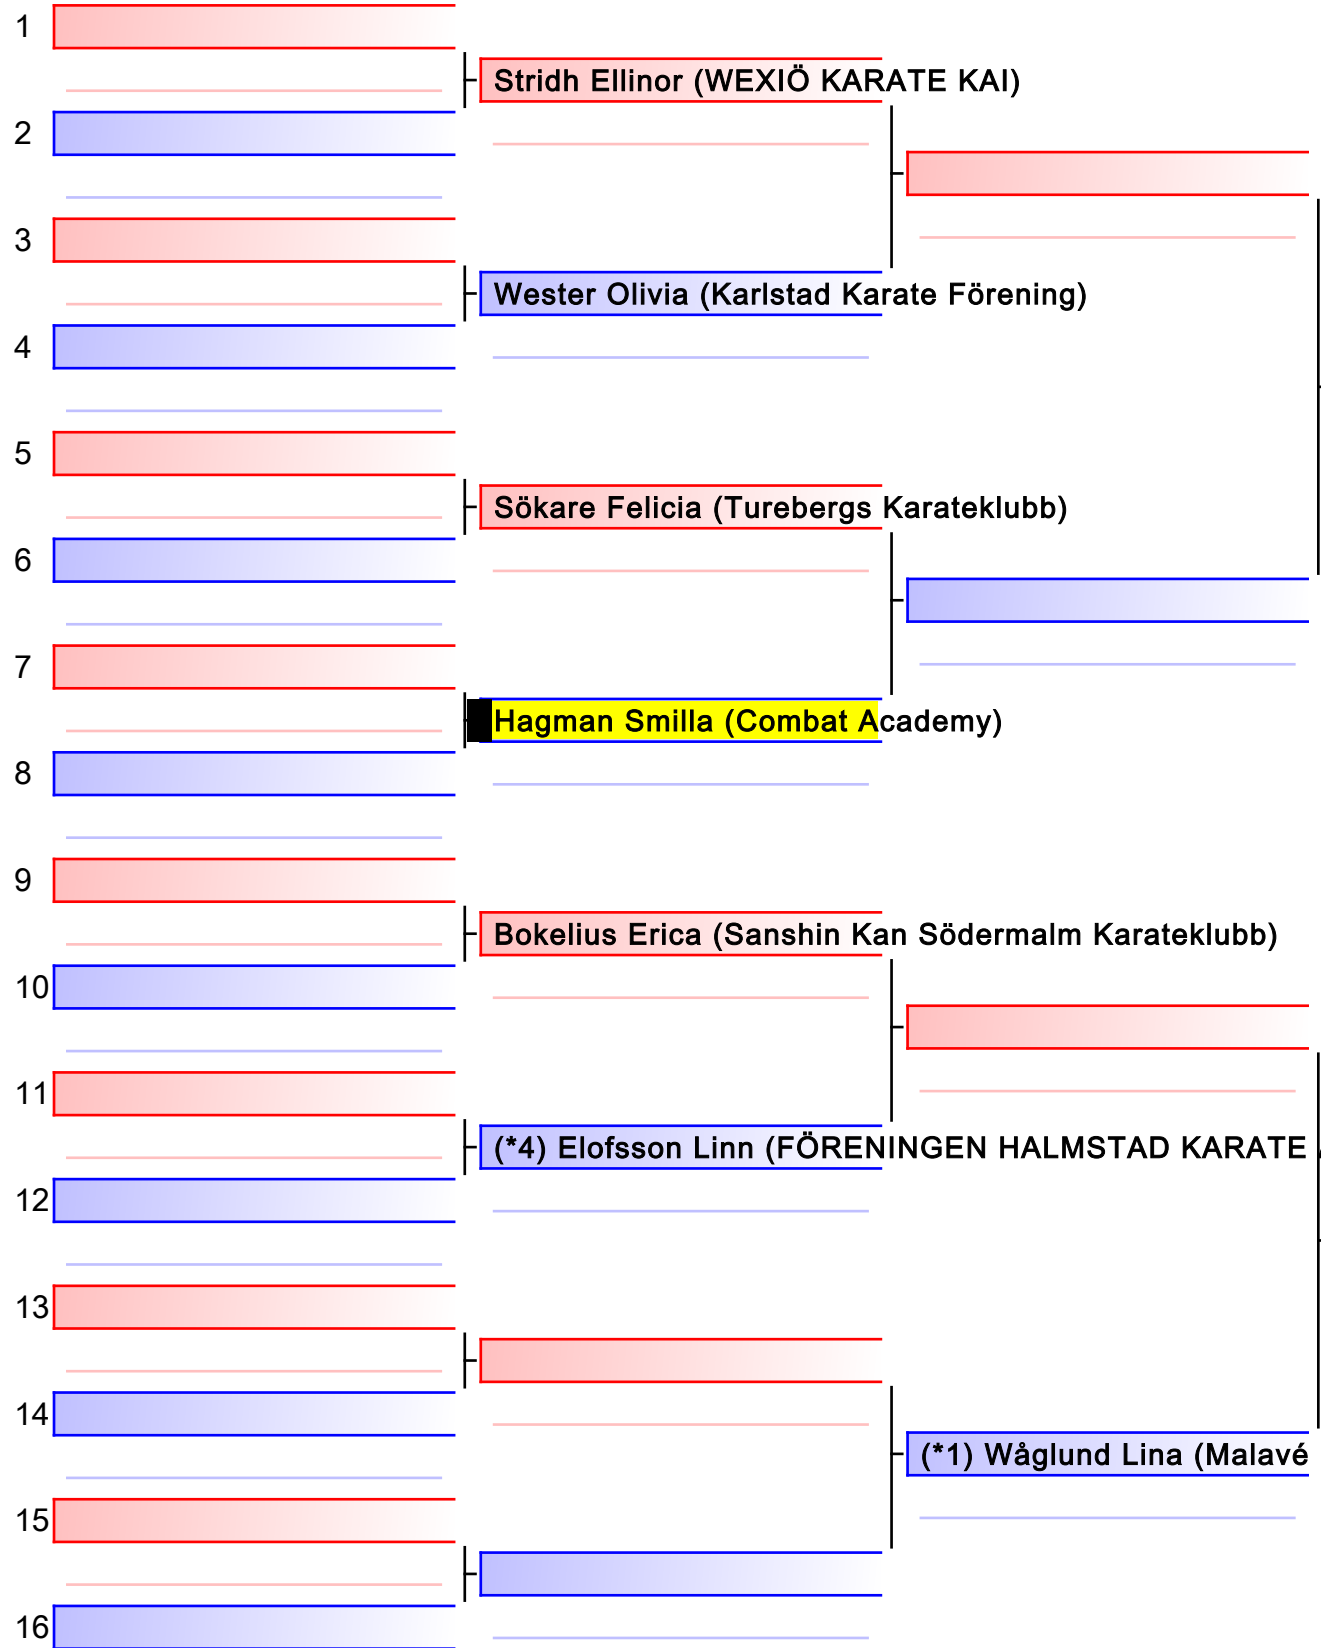 1
Stridh Ellinor (WEXIÖ KARATE KAI)
2
3
Wester Olivia (Karlstad Karate Förening)
4
5
Sökare Felicia (Turebergs Karateklubb)
6
7
Hagman Smilla (Combat Academy)
8
9
Bokelius Erica (Sanshin Kan Södermalm Karateklubb)
10
11
(*4) Elofsson Linn (FÖRENINGEN HALMSTAD KARATE
12
13
14
(*1) Wåglund Lina (Malavé
15
16